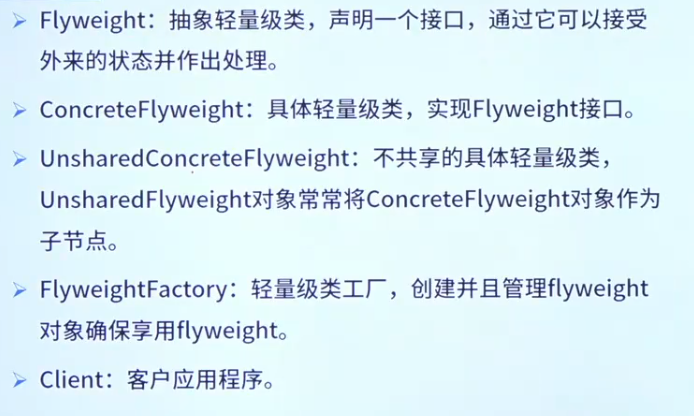 Flyweight：抽象轻量级类，声明一个接口，通过它可以接受
外来的状态并作出处理。
ConcreteFlyweight：具体轻量级类，实现Flyweight接口。
UnsharedConcreteFlyweight：不共享的具体轻量级类，
UnsharedFlyweight对象常常将ConcreteFlyweight对象作为
子节点。
FlyweightFactory：轻量级类工厂，创建并且管理flyweight
对象确保享用flyweight。
Client：客户应用程序。